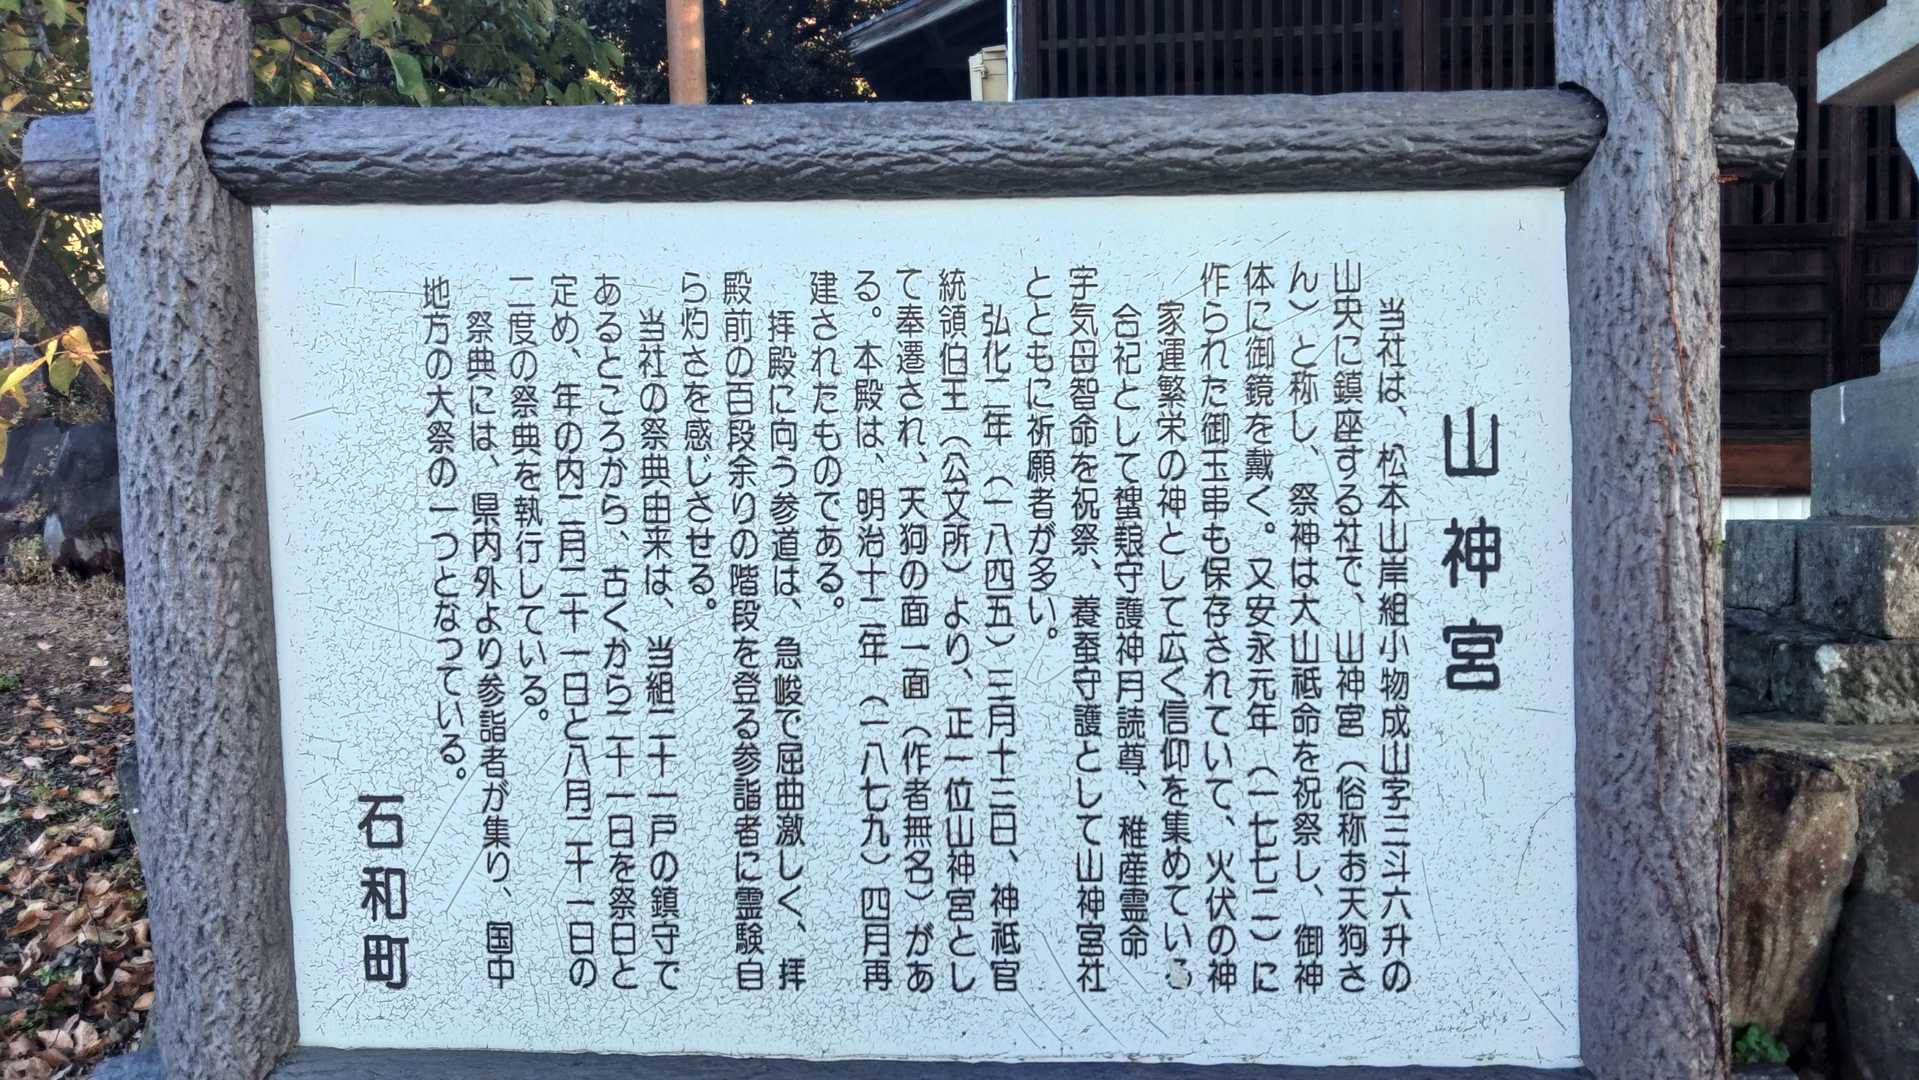 山神宮
当社は、松本山岸組小物成山字三斗六升の
山央に鎮座する社で、山神宮（俗称お天狗さ
ん）と称し、祭神は大山祗命を祝祭し、御神
体に御鏡を戴く。又安永元年（一七七二）に
作られた御玉串も保存されていて、火伏の神
家運繁栄の神として広く信仰を集めている
合祀として守護神月読尊、稚産霊命
宇気母智命を祝祭、養蚕守護として山神宮社
とともに祈願者が多い。
弘化二年（一八四五）三月十三日、神祗官
統領伯王（公文所）より、正一位山神宮とし
て奉遷され、天狗の面一面（作者無名）があ
る。本殿は、明治十二年（一八七九）四月再
建されたものである。
拝殿に向う参道は、急峻で屈曲激しく、拝
殿前の百段余りの階段を登る参詣者に霊験自
ら灼さを感じさせる。
当社の祭典由来は、当組二十一戸の鎮守で
あるところから、古くから二十一日を祭日と
定め、年の内二月二十一日と八月二十一日の
二度の祭典を執行している。
祭典には、県内外より参詣者が集り、国中
地方の大祭の一つとなつている。
石和町